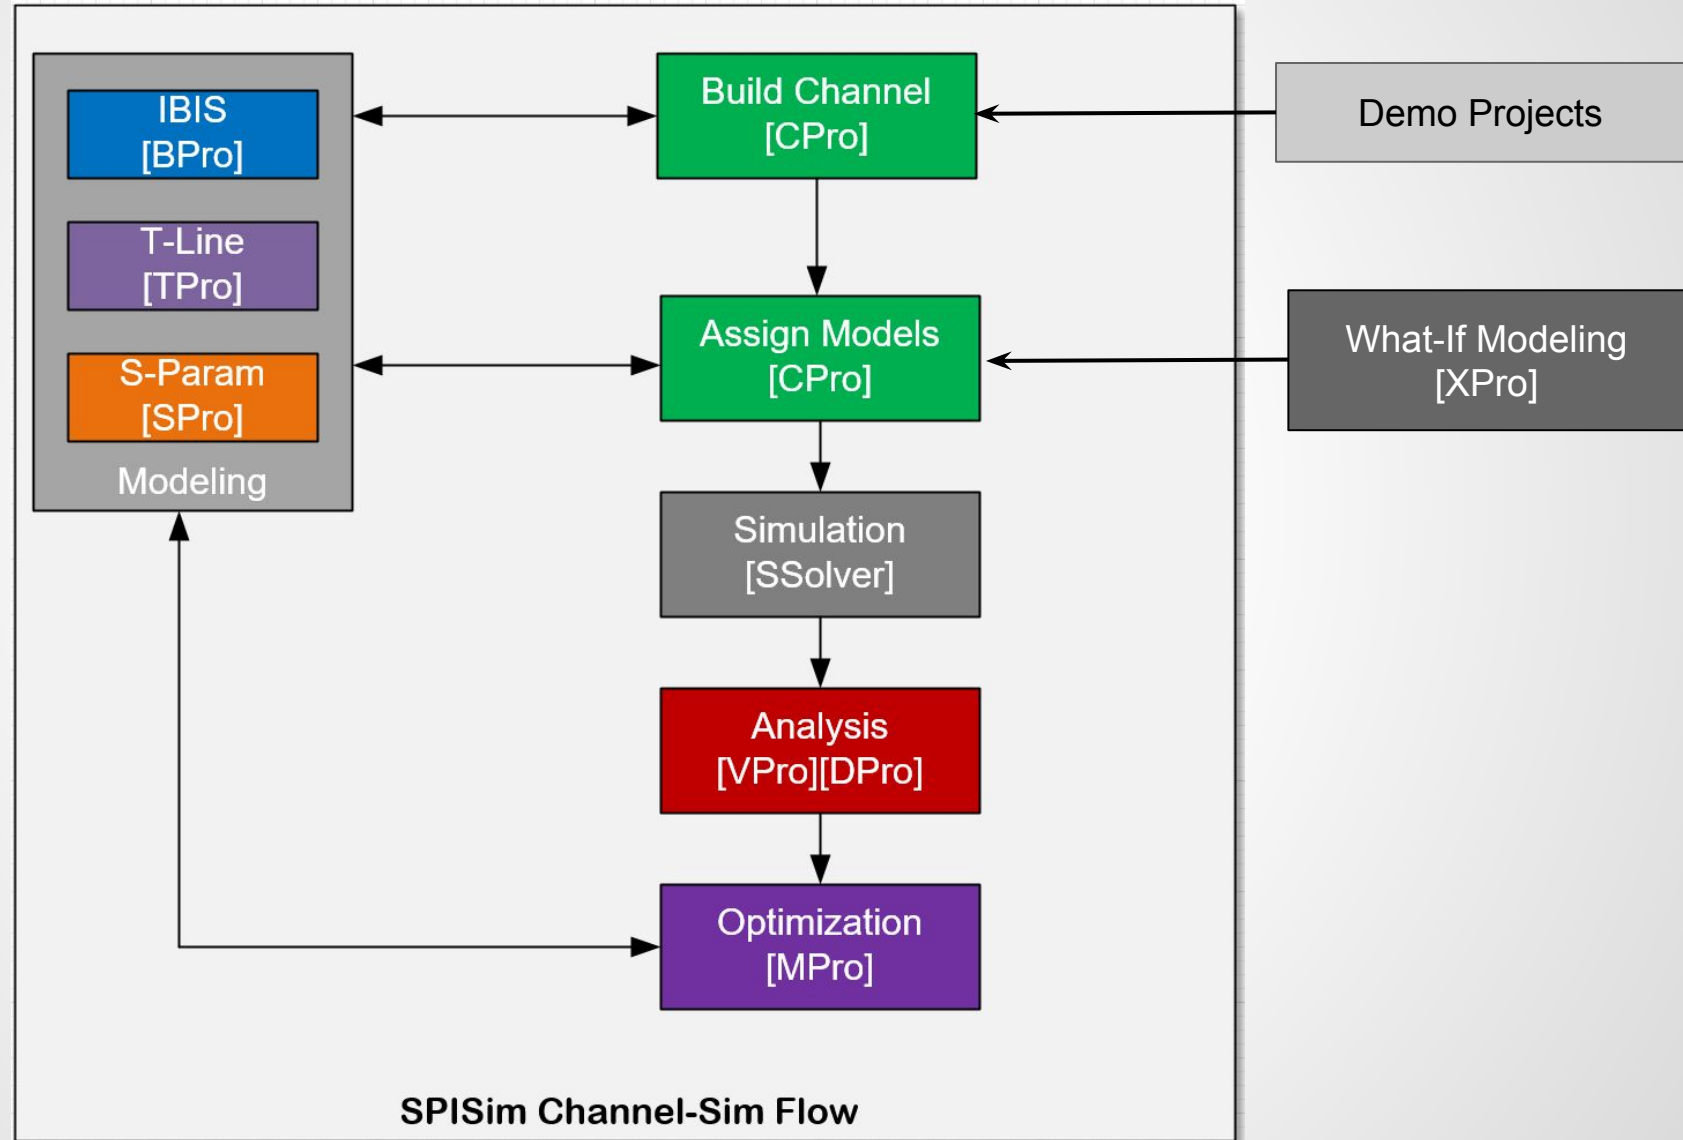 IBIS
[BPro]
T-Line
[TPro]
S-Param
[SPro]
Modeling
Build Channel
[CPro]
Assign Models
[CPro]
Simulation
[SSolver]
Analysis
[VPro][DPro]
Optimization
[MPro]
Demo Projects
What-If Modeling
[XPro]
SPISim Channel-Sim Flow